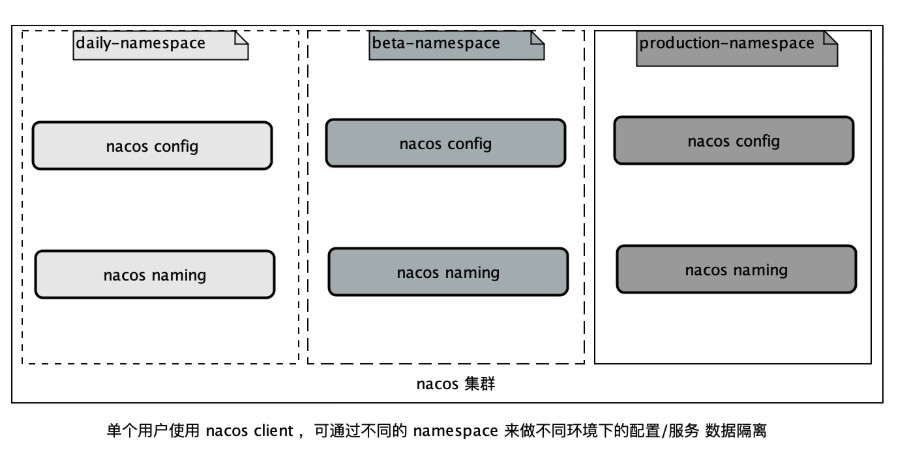 daily-namespace
beta-namespace
production-namespace
nacos config
nacos config
nacos config
nacos naming
nacos naming
nacos naming
nacos 集群
单个用户使用 nacos client ，可通过不同的 namespace 来做不同环境下的配置/服务 数据隔离